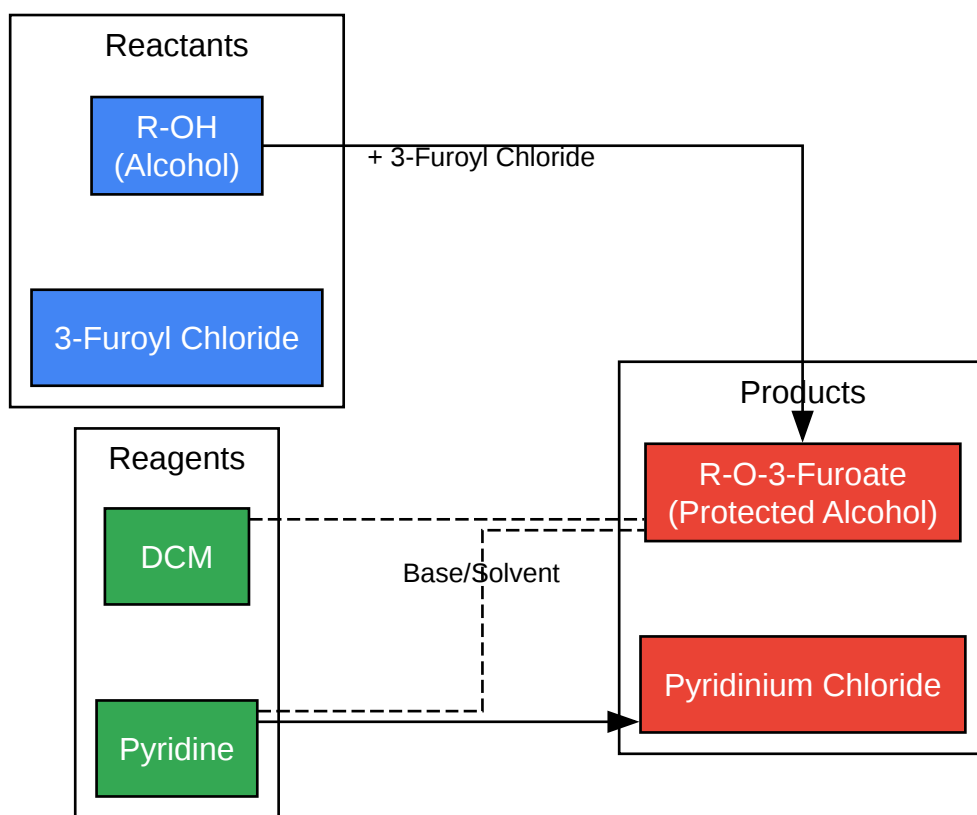 Reactants
R-OH
(Alcohol)
+ 3-Furoyl Chloride
3-Furoyl Chloride
Products
Reagents
R-O-3-Furoate
(Protected Alcohol)
DCM
Base/Solvent
Pyridinium Chloride
Pyridine